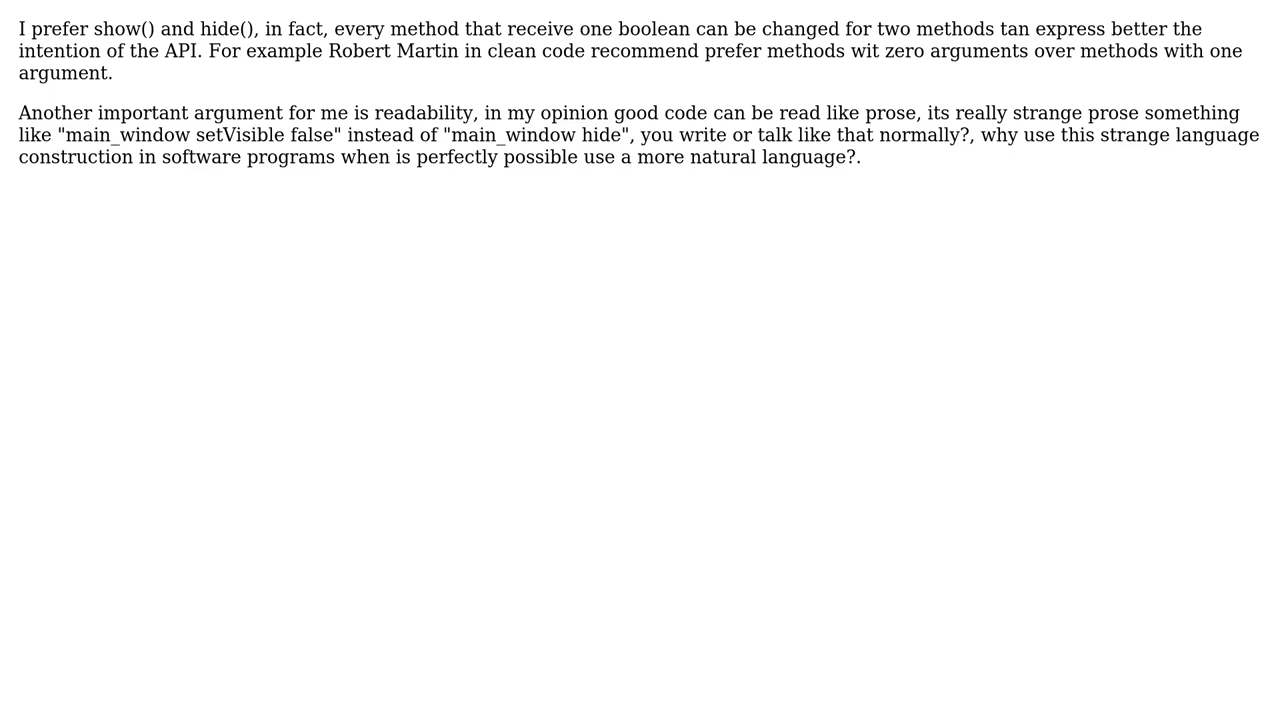 I prefer show() and hide(), in fact, every method that receive one boolean can be changed for two methods tan express better the
intention of the API. For example Robert Martin in clean code recommend prefer methods wit zero arguments over methods with one
argument.
Another important argument for me is readability, in my opinion good code can be read like prose, its really strange prose something
like "main_window setVisible false" instead of "main_window hide", you write or talk like that normally?, why use this strange language
construction in software programs when is perfectly possible use a more natural language?.